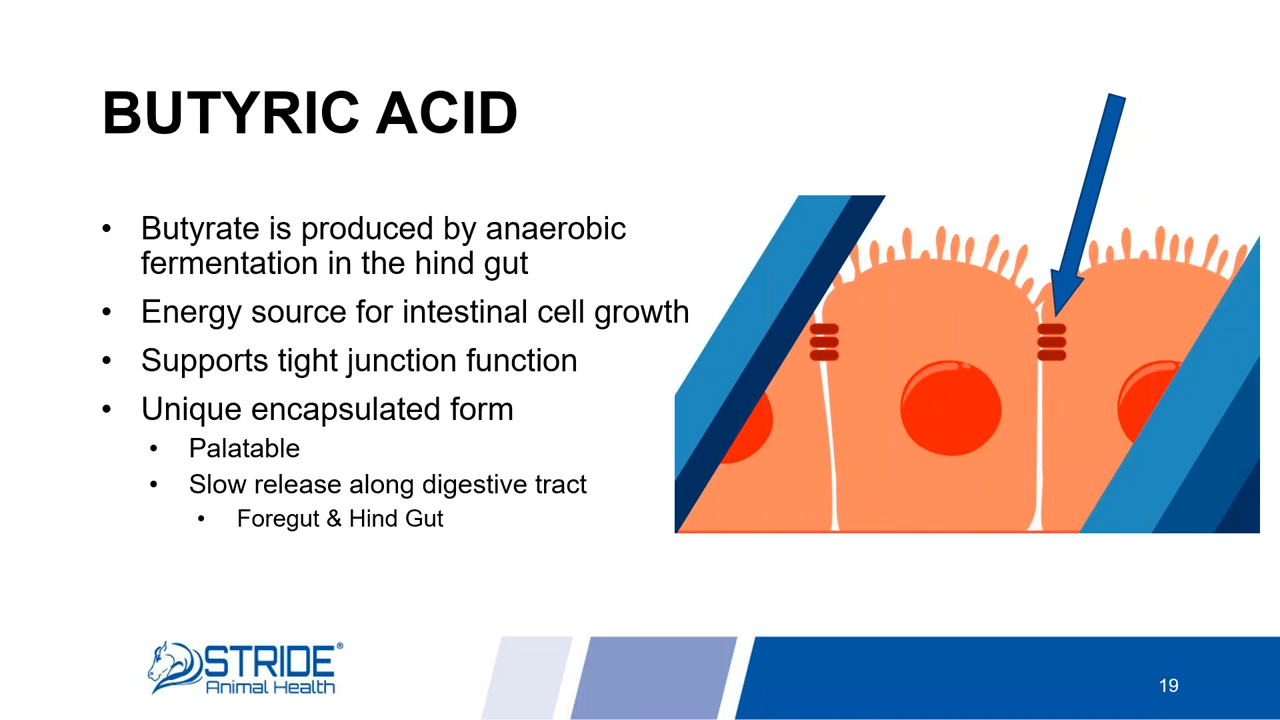 BUTYRIC ACID
• Butyrate is produced by anaerobic
fermentation in the hind gut
• Energy source for intestinal cell growth
• Supports tight junction function
• Unique encapsulated form
• Palatable
• Slow release along digestive tract
• Foregut & Hind Gut
STRIDE®
Animal Health
19